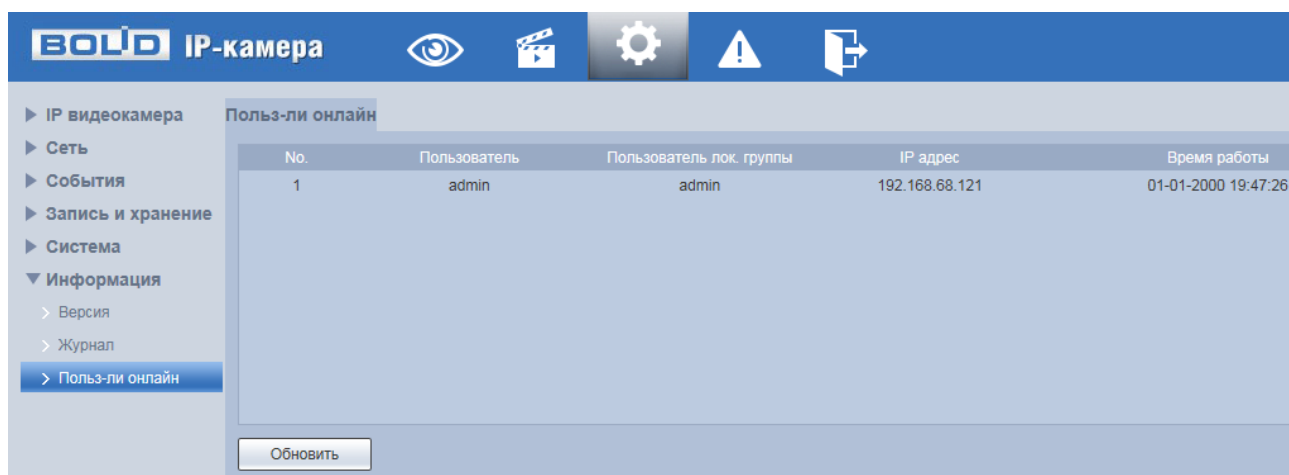 BOLID IP-камера
IP видеокамера
Сеть
События
Запись и хранение
Система
Информация
Версия
Журнал
Польз-ли онлайн
Польз-ли онлайн
No. Пользователь Пользователь лок. группы IP адрес Время работы
1 admin admin 192.168.68.121 01-01-2000 19:47:26
Обновить